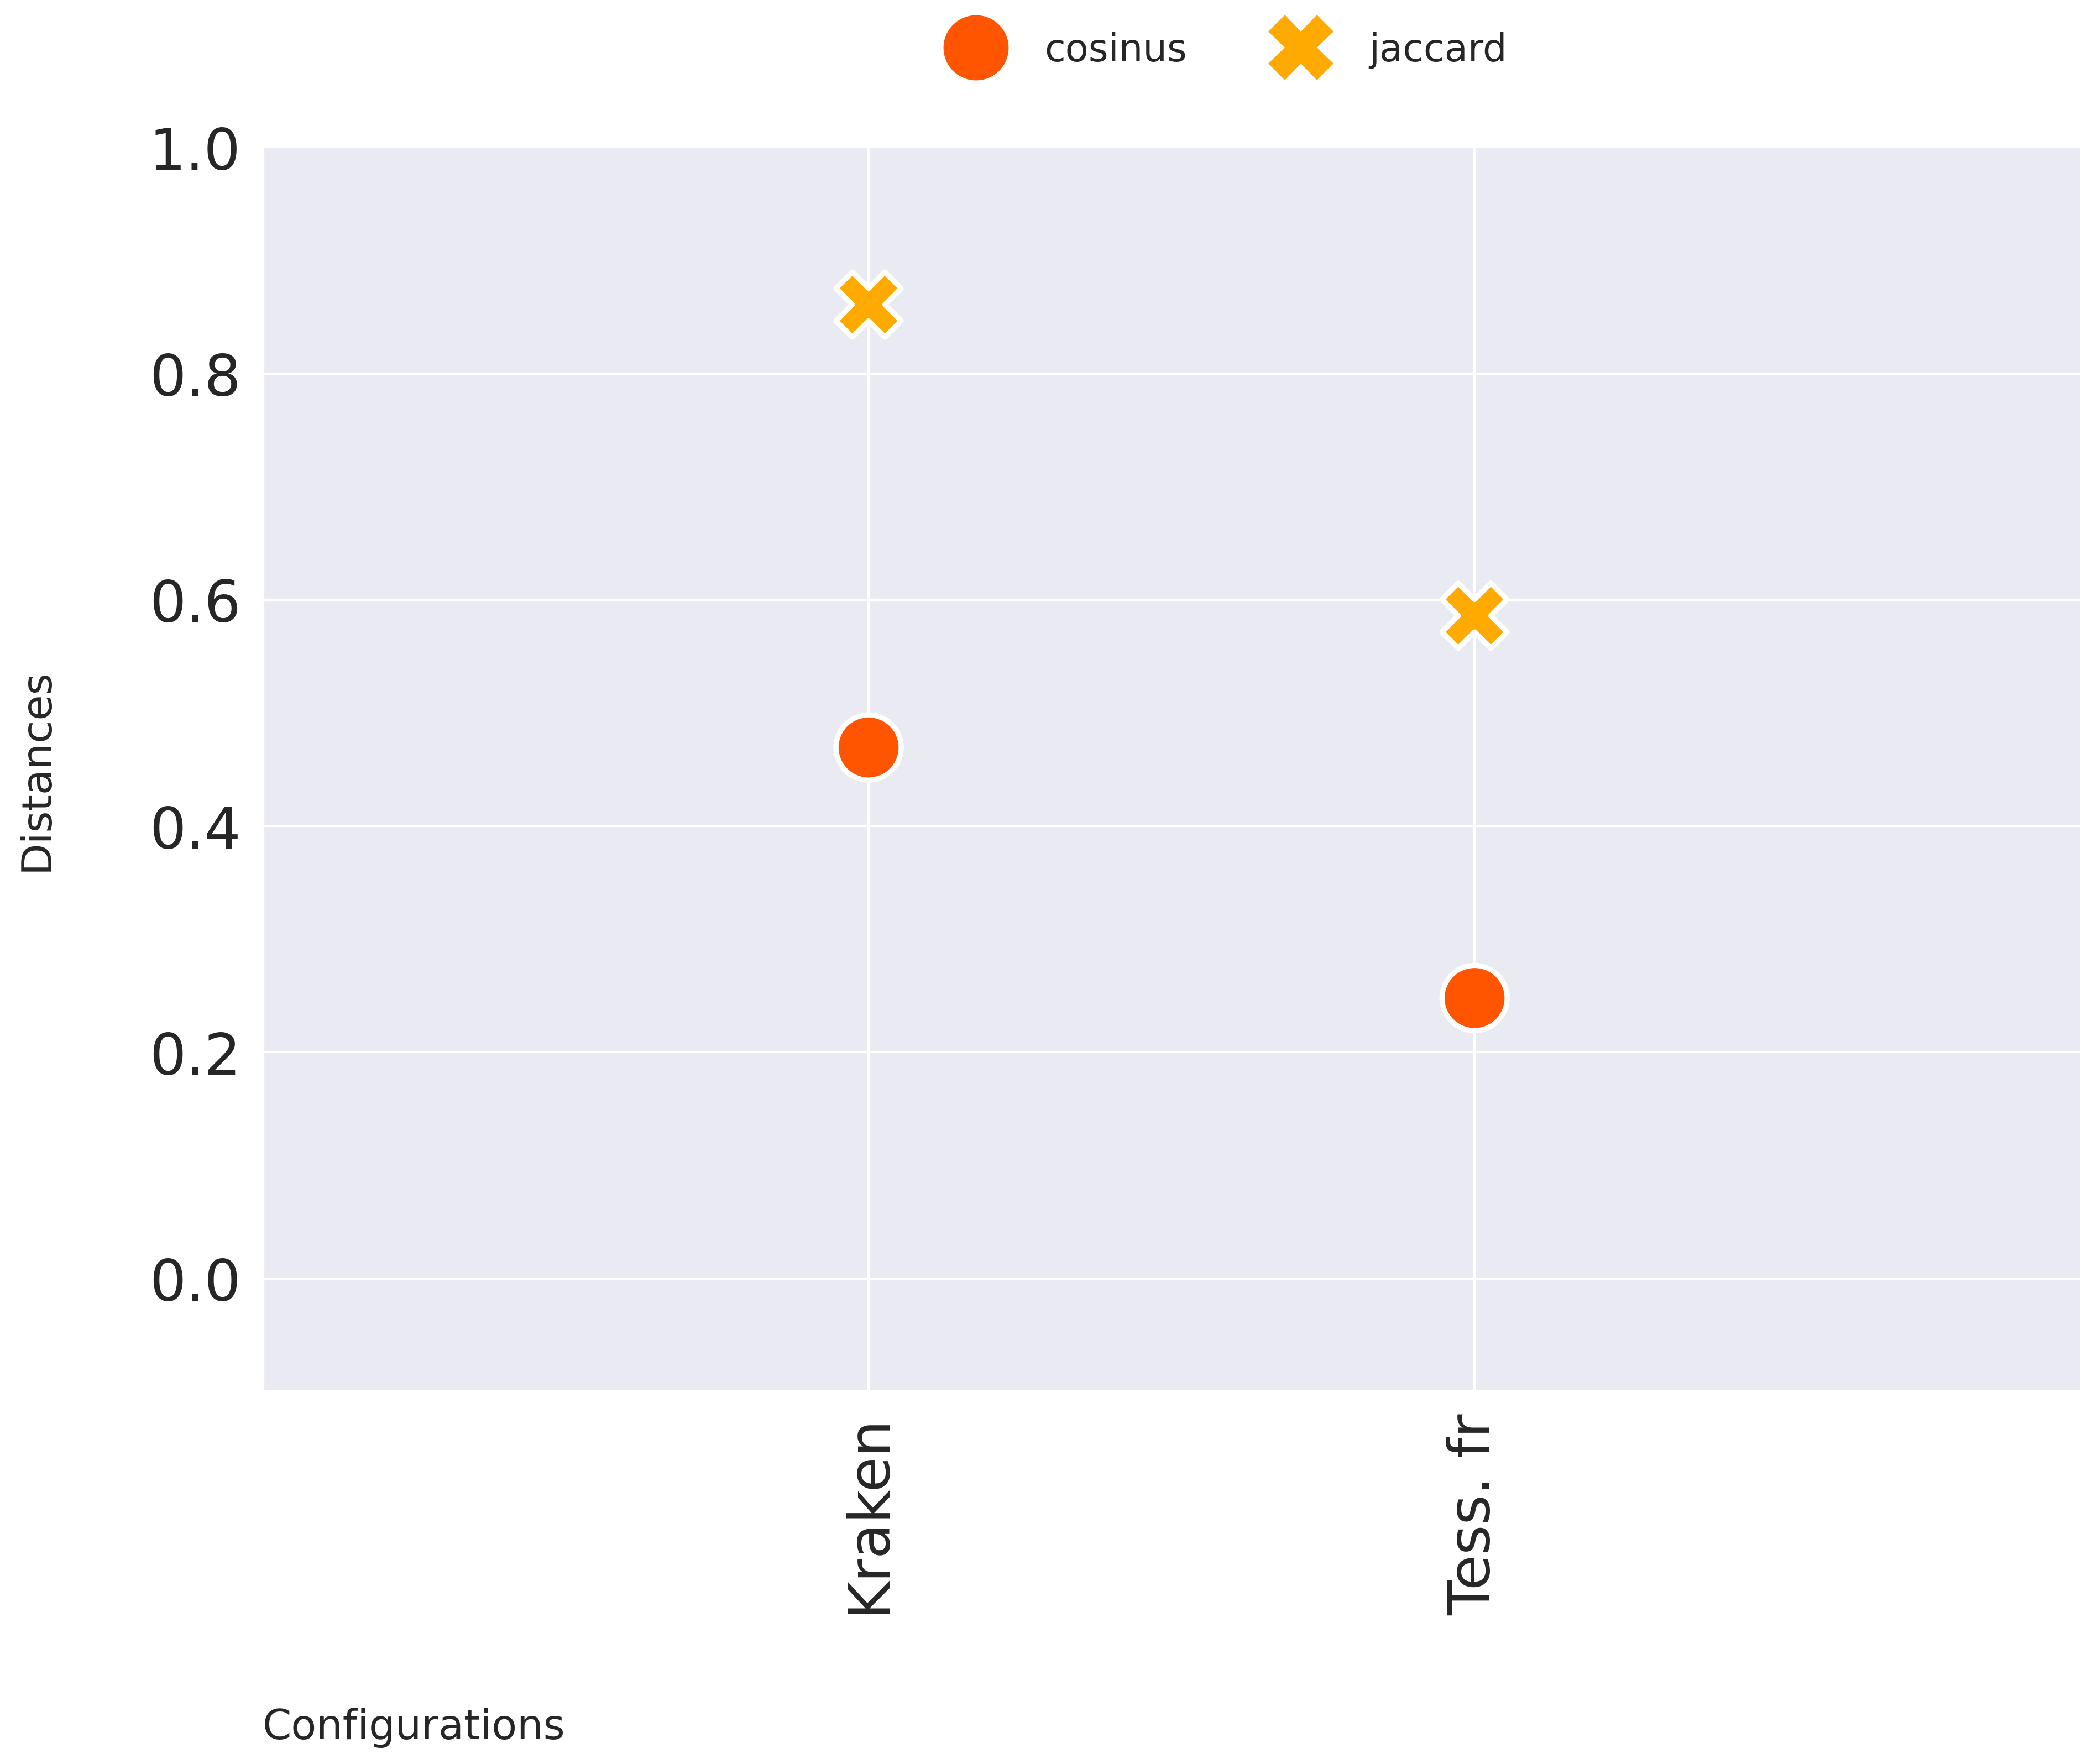 cosinus jaccard
1.0
0.8
0.6
0.4
0.2
0.0
Distances
Kraken
Tess. fr
Configurations